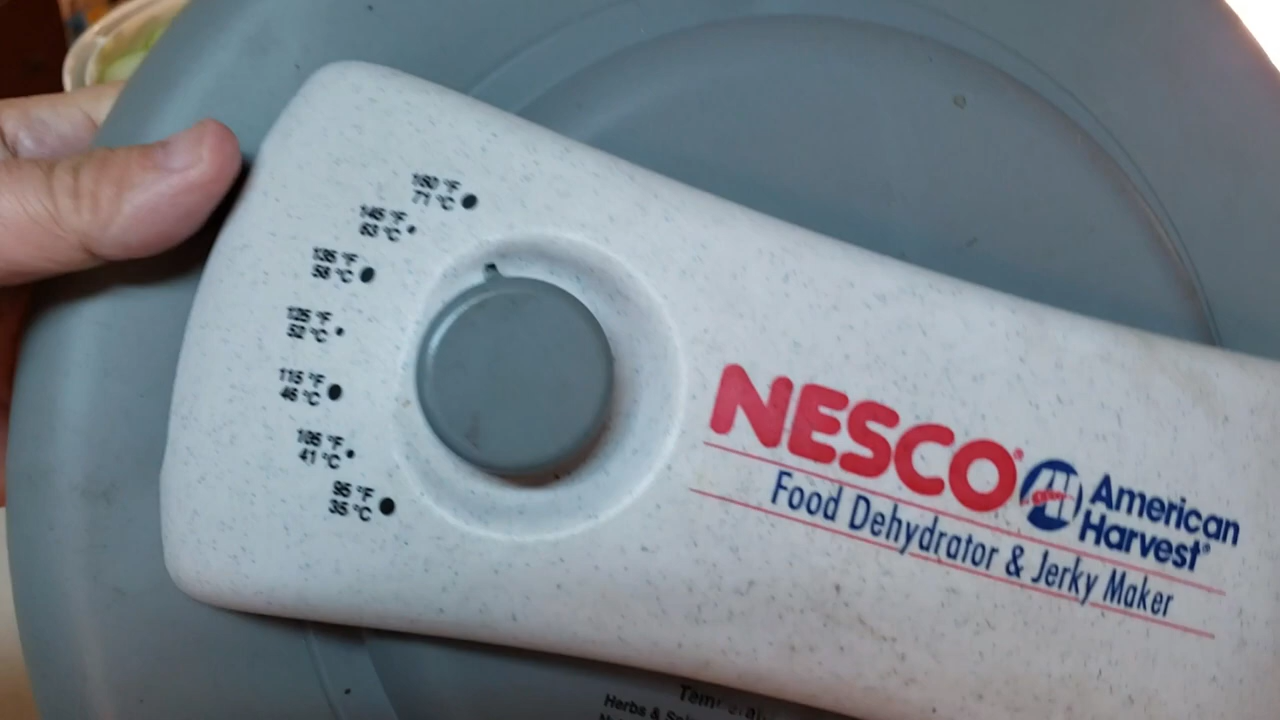 160 °F
71 °C
145 °F
63 °C
135 °F
58 °C
125 °F
52 °C
115 °F
46 °C
105 °F
41 °C
95 °F
35 °C
NESCO®
American
Harvest®
Food Dehydrator & Jerky Maker
Herbs &